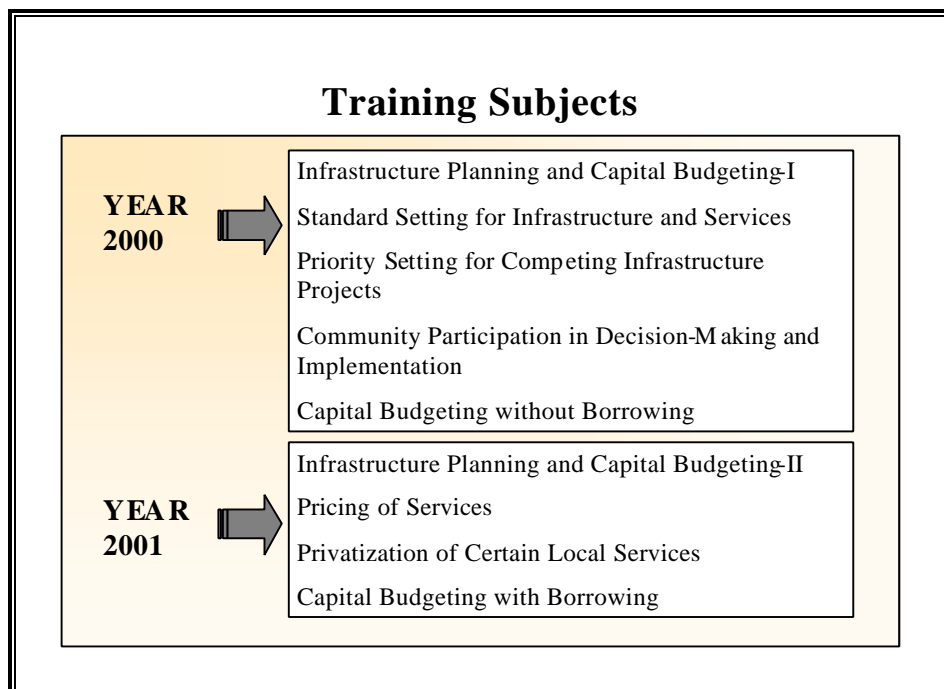 Training Subjects
YEAR
2000
Infrastructure Planning and Capital Budgeting-I
Standard Setting for Infrastructure and Services
Priority Setting for Competing Infrastructure
Projects
Community Participation in Decision-Making and
Implementation
Capital Budgeting without Borrowing
YEAR
2001
Infrastructure Planning and Capital Budgeting-II
Pricing of Services
Privatization of Certain Local Services
Capital Budgeting with Borrowing